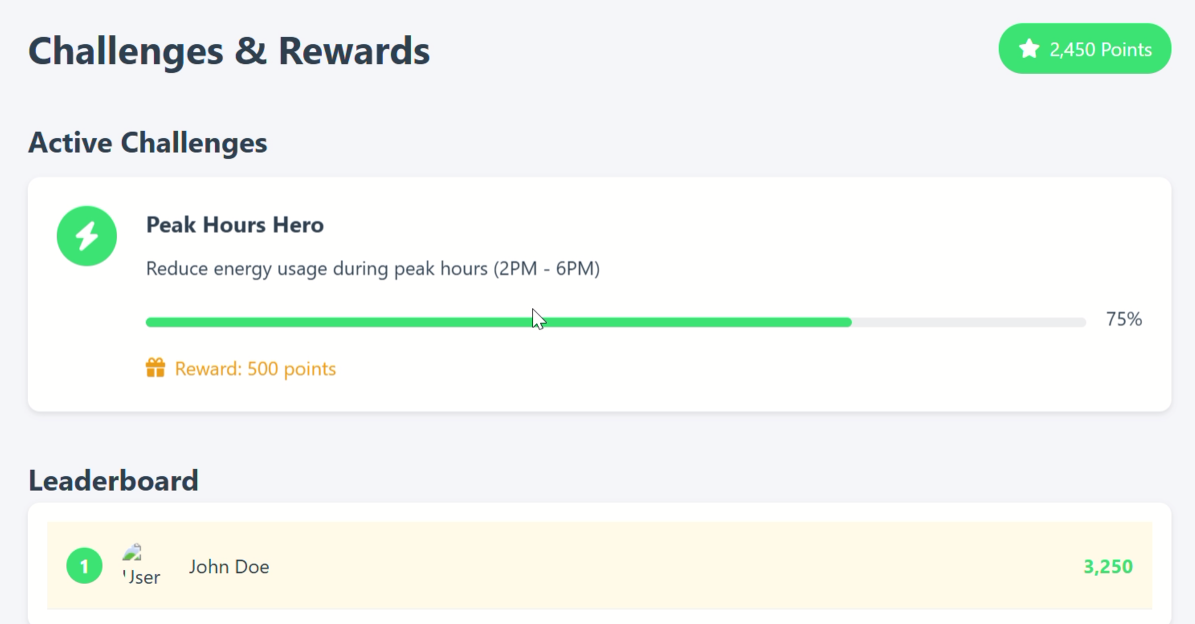 Challenges & Rewards
2,450 Points
Active Challenges
Peak Hours Hero
Reduce energy usage during peak hours (2PM - 6PM)
75%
Reward: 500 points
Leaderboard
1 User John Doe 3,250